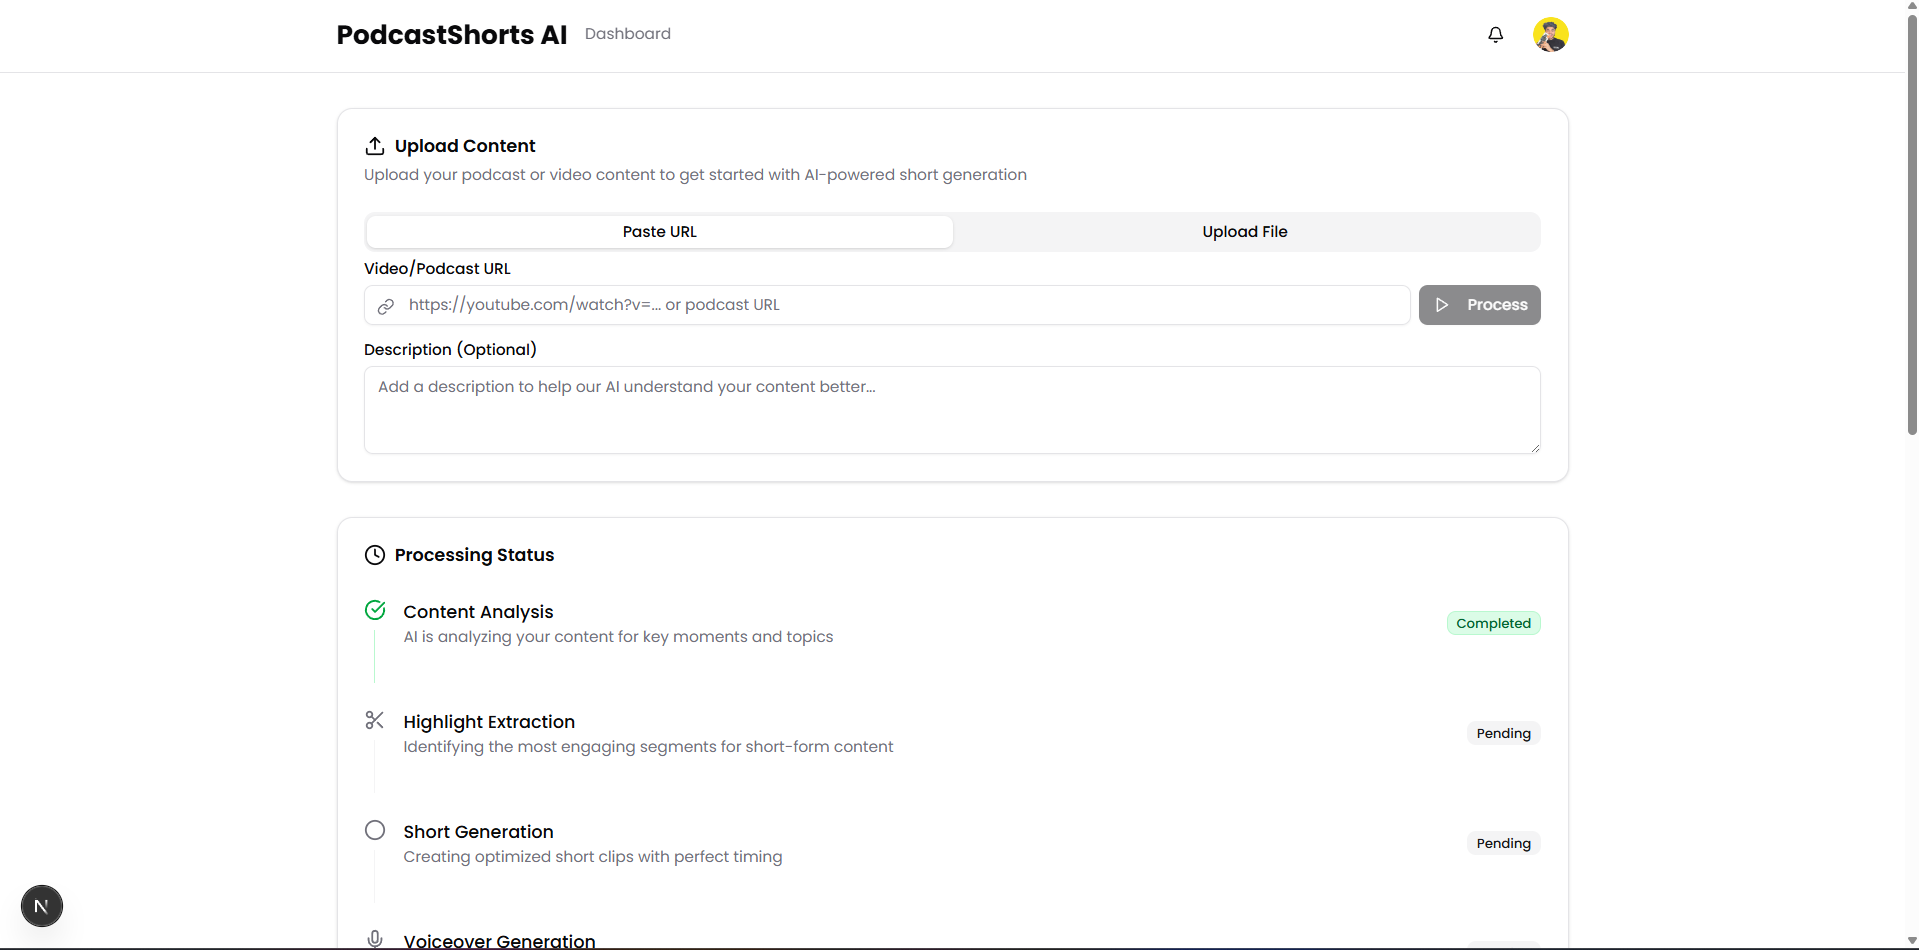 PodcastShorts AI
Dashboard
Upload Content
Upload your podcast or video content to get started with AI-powered short generation
Paste URL
Upload File
Video/Podcast URL
https://youtube.com/watch?v=... or podcast URL
Process
Description (Optional)
Add a description to help our AI understand your content better...
Processing Status
Content Analysis
AI is analyzing your content for key moments and topics
Completed
Highlight Extraction
Identifying the most engaging segments for short-form content
Pending
Short Generation
Creating optimized short clips with perfect timing
Pending
N
Voiceover Generation